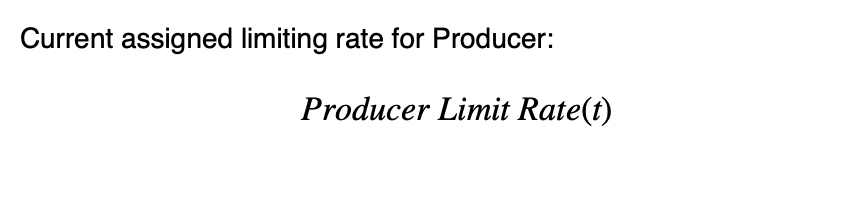 Current assigned limiting rate for Producer:
Producer Limit Rate(t)